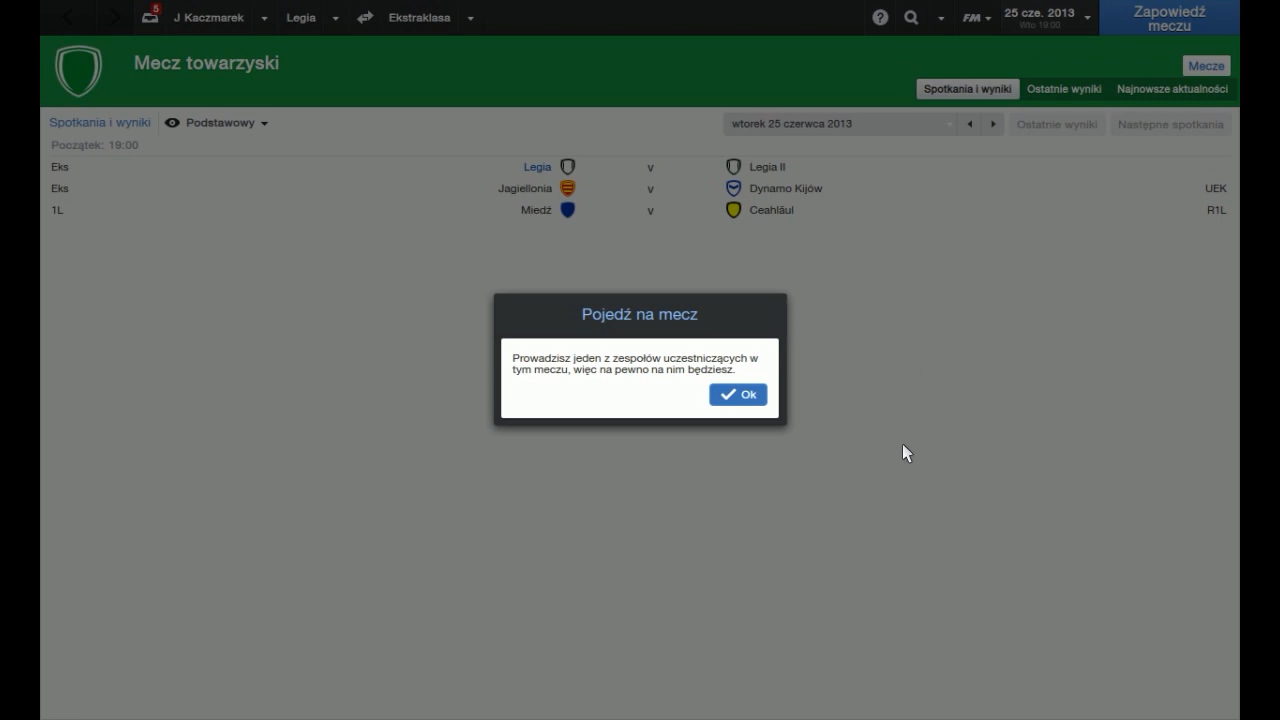 5
J Kaczmarek
Legia
Ekstraklasa
?
FM
25 cze. 2013
Wto 19:00
Zapowiedź
meczu
Mecz towarzyski
Mecze
Spotkania i wyniki
Ostatnie wyniki
Najnowsze aktualności
Spotkania i wyniki
Podstawowy
wtorek 25 czerwca 2013
Ostatnie wyniki
Następne spotkania
Początek: 19:00
Eks Legia v Legia II
Eks Jagiellonia v Dynamo Kijów UEK
1L Miedź v Ceahlăul R1L
Pojedź na mecz
Prowadzisz jeden z zespołów uczestniczących w
tym meczu, więc na pewno na nim będziesz.
Ok